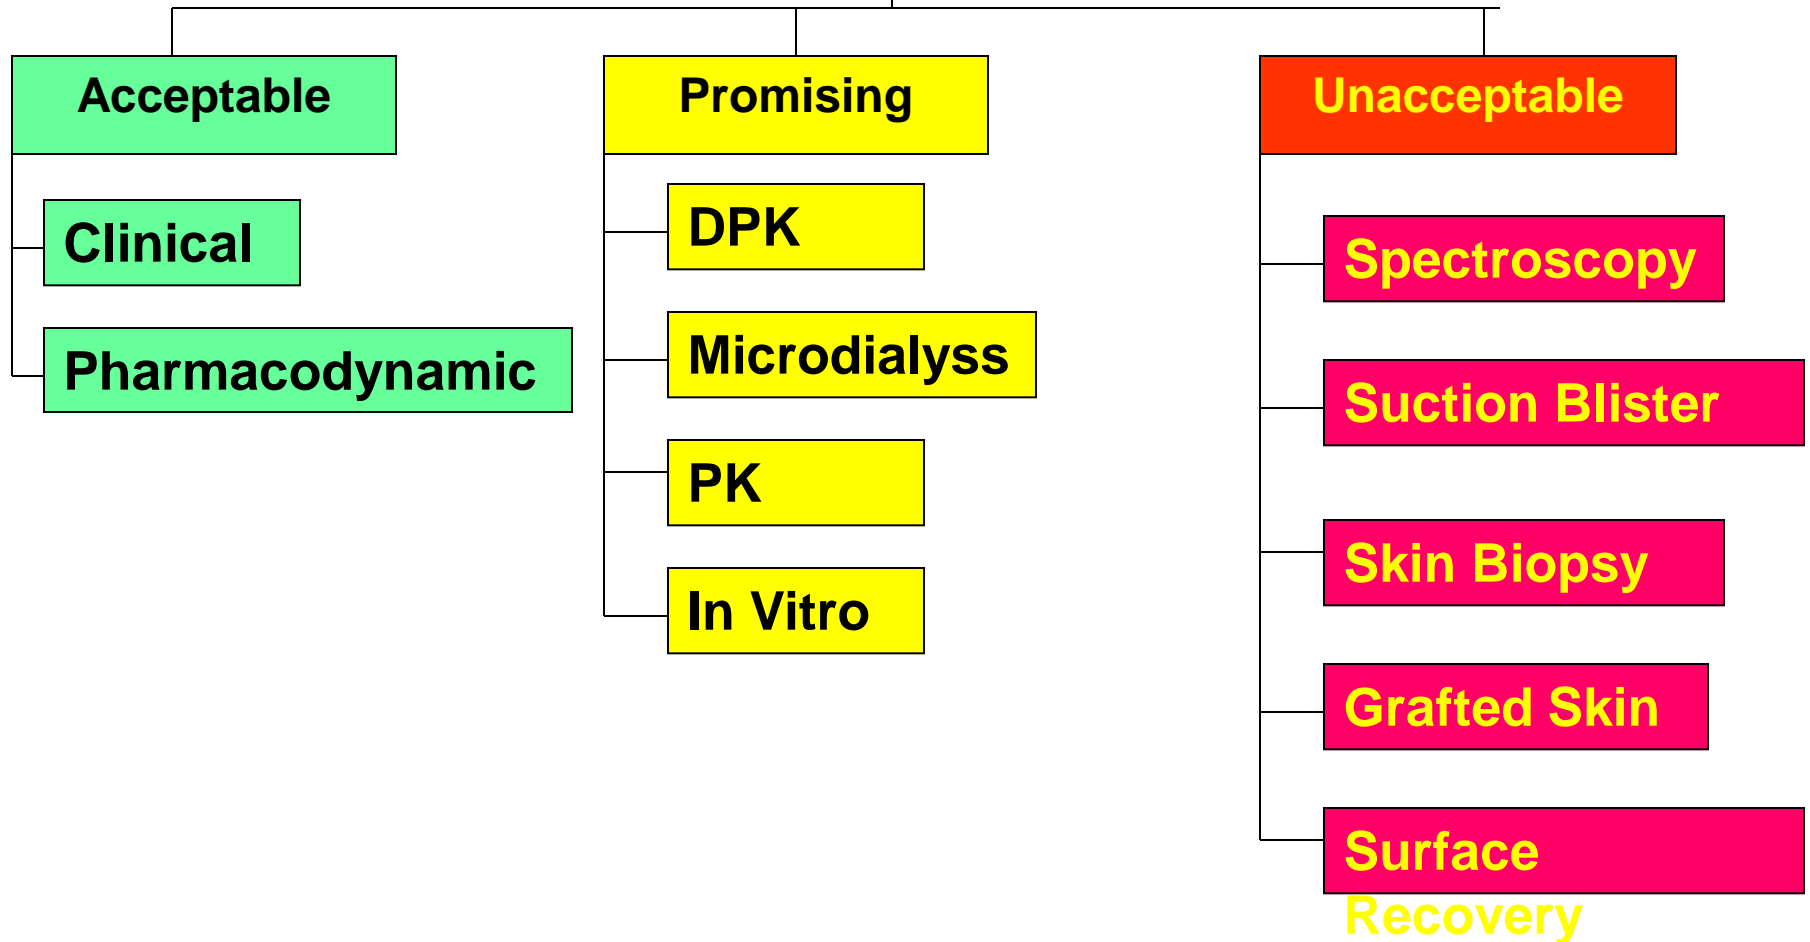 Acceptable
Clinical
Pharmacodynamic
Promising
DPK
Microdialyss
PK
In Vitro
Unacceptable
Spectroscopy
Suction Blister
Skin Biopsy
Grafted Skin
Surface
Recovery